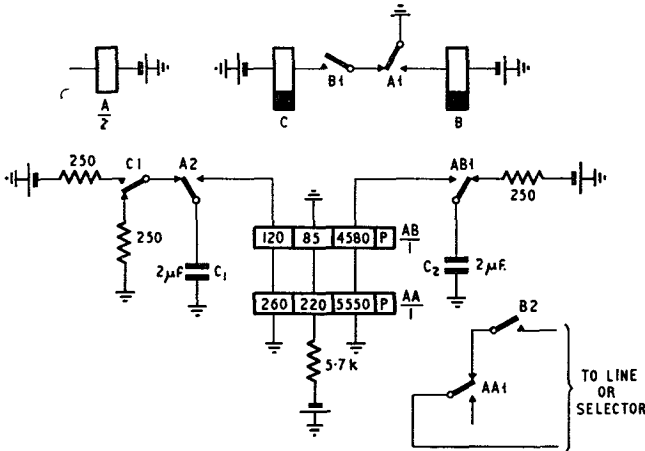 A
2
C
B1
A1
B
250
C1
A2
AB1
250
250
2μF
C₁
120 85 4580 P
AB
1
C₂
2μF.
260 220 5550 P
AA
1
5·7k
B2
AA1
TO LINE
OR
SELECTOR